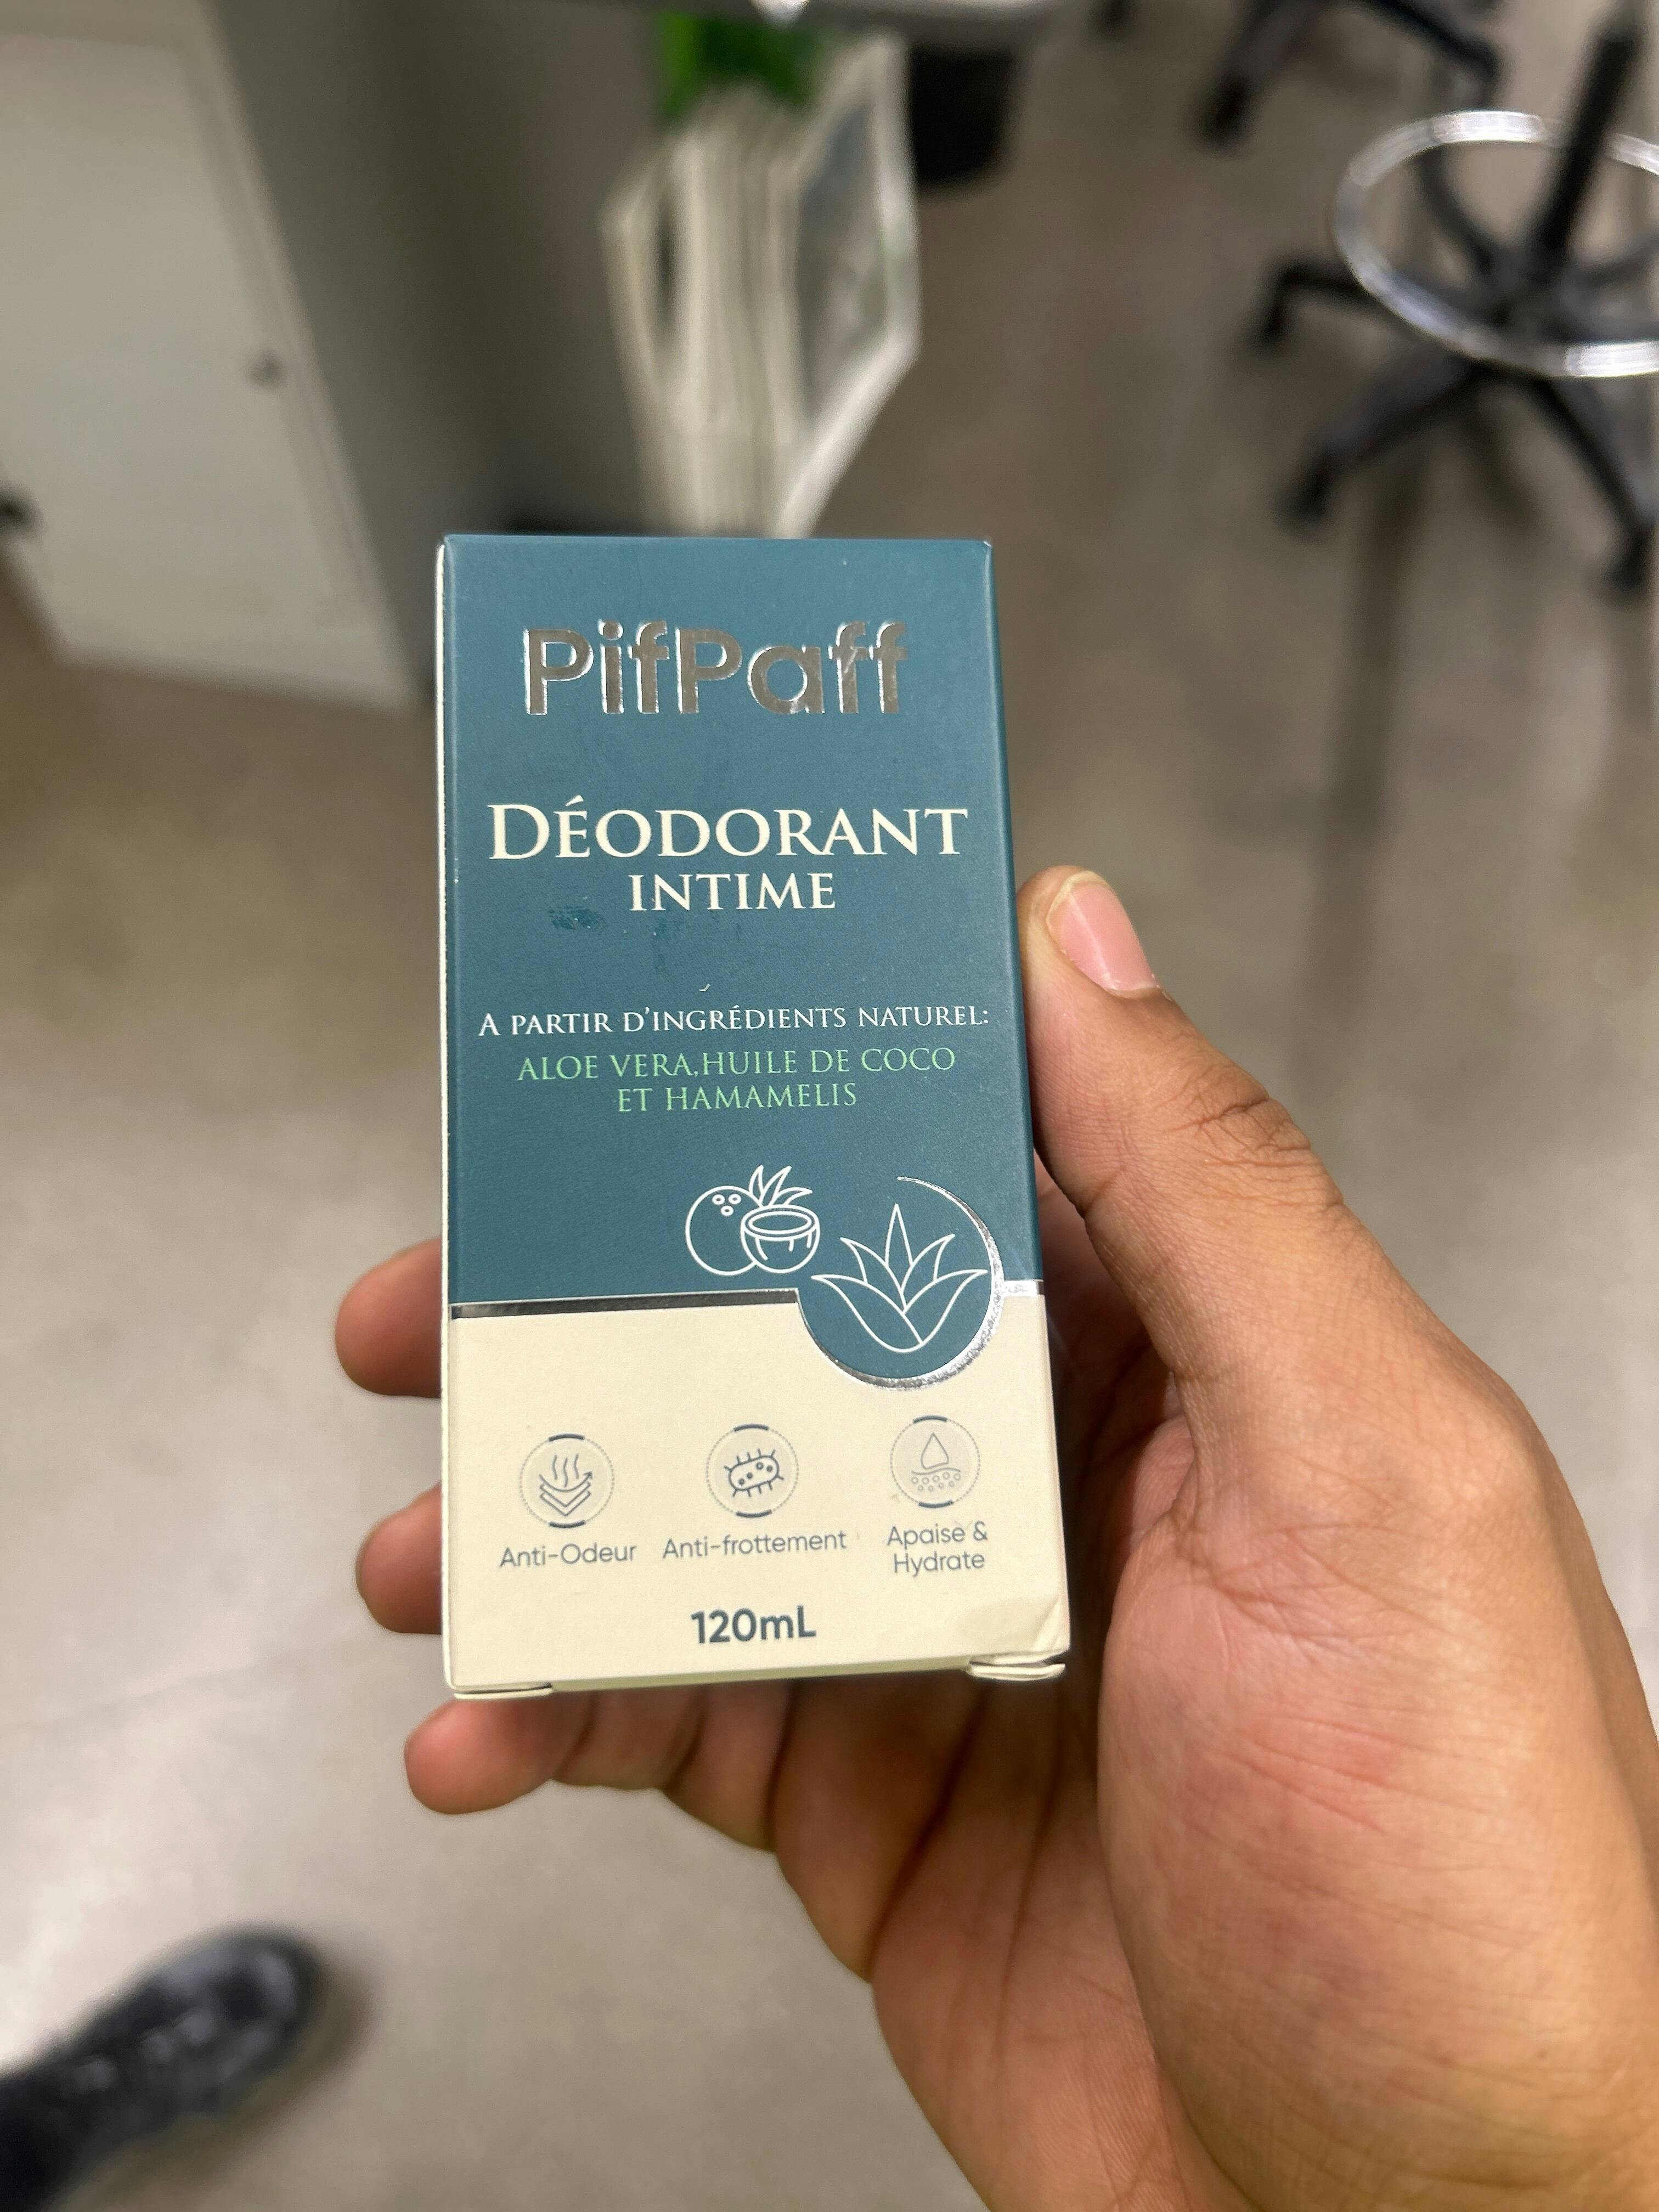 PifPaff
DÉODORANT
INTIME
A PARTIR D'INGRÉDIENTS NATUREL:
ALOE VERA,HUILE DE COCO
ET HAMAMELIS
Anti-Odeur
Anti-frottement
Apaise &
Hydrate
120mL